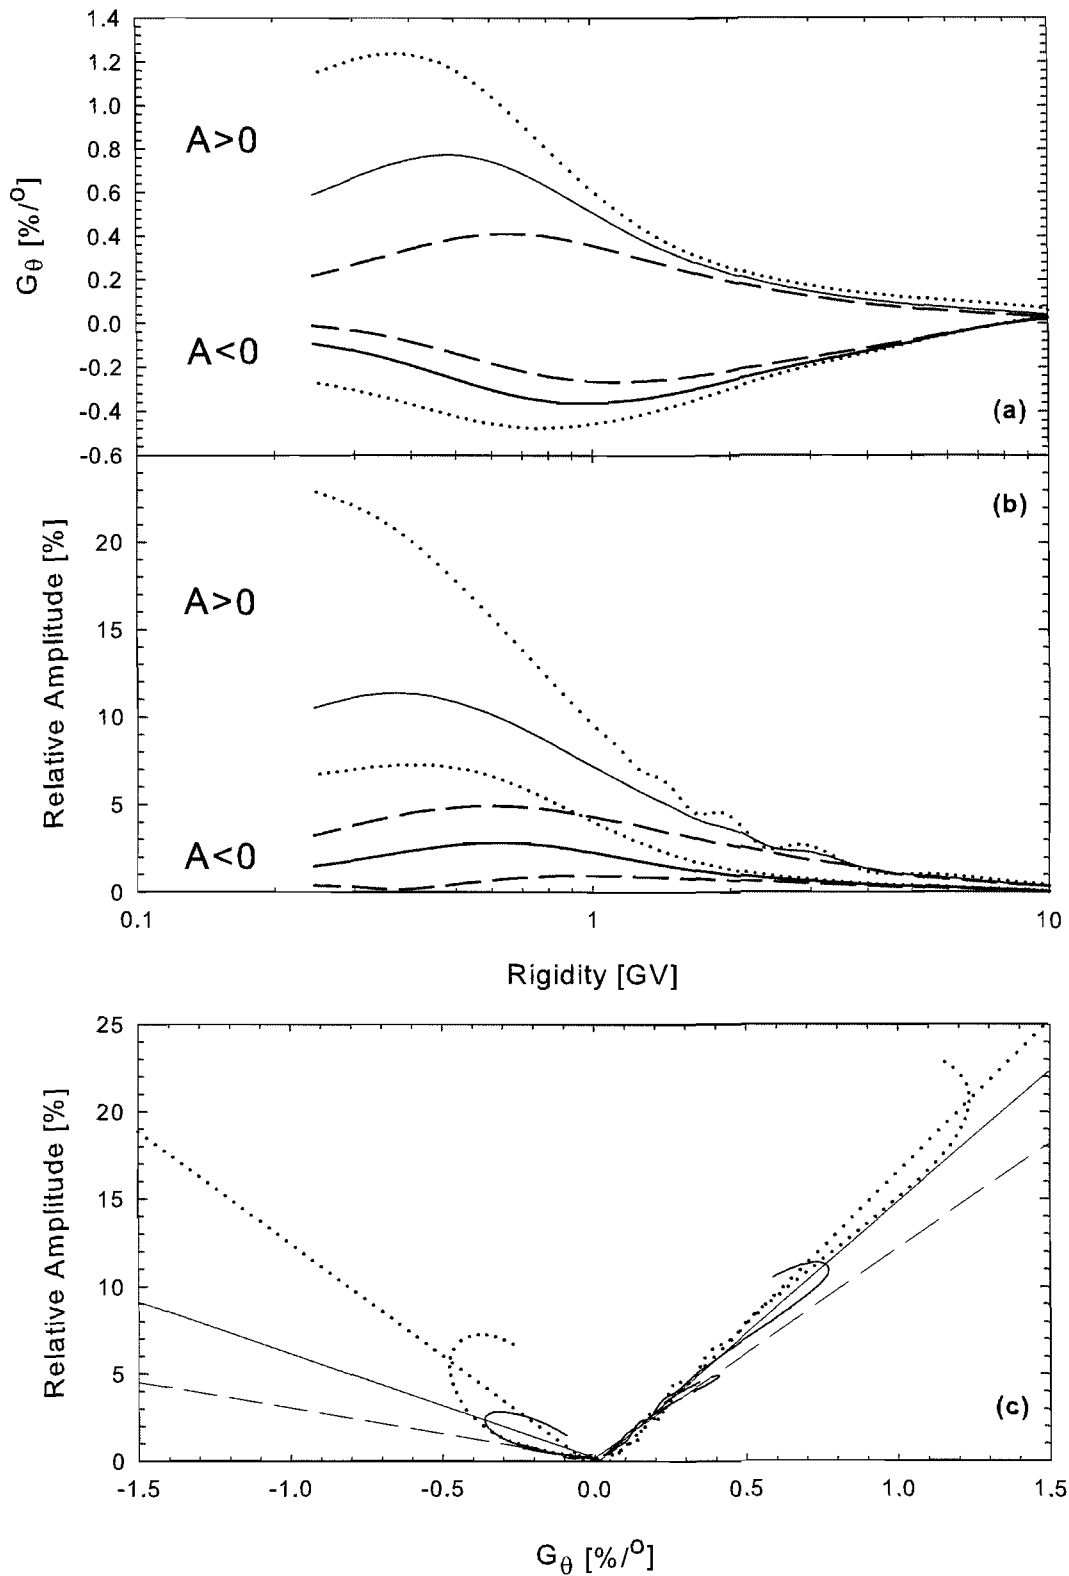 1.4
1.2
1.0
0.8
0.6
0.4
0.2
0.0
-0.2
-0.4
-0.6
Gθ [%/o]
A>0
A<0
(a)
20
15
10
5
0
Relative Amplitude [%]
A>0
A<0
(b)
0.1 1 10
Rigidity [GV]
25
20
15
10
5
0
Relative Amplitude [%]
(c)
-1.5 -1.0 -0.5 0.0 0.5 1.0 1.5
Gθ [%/o]